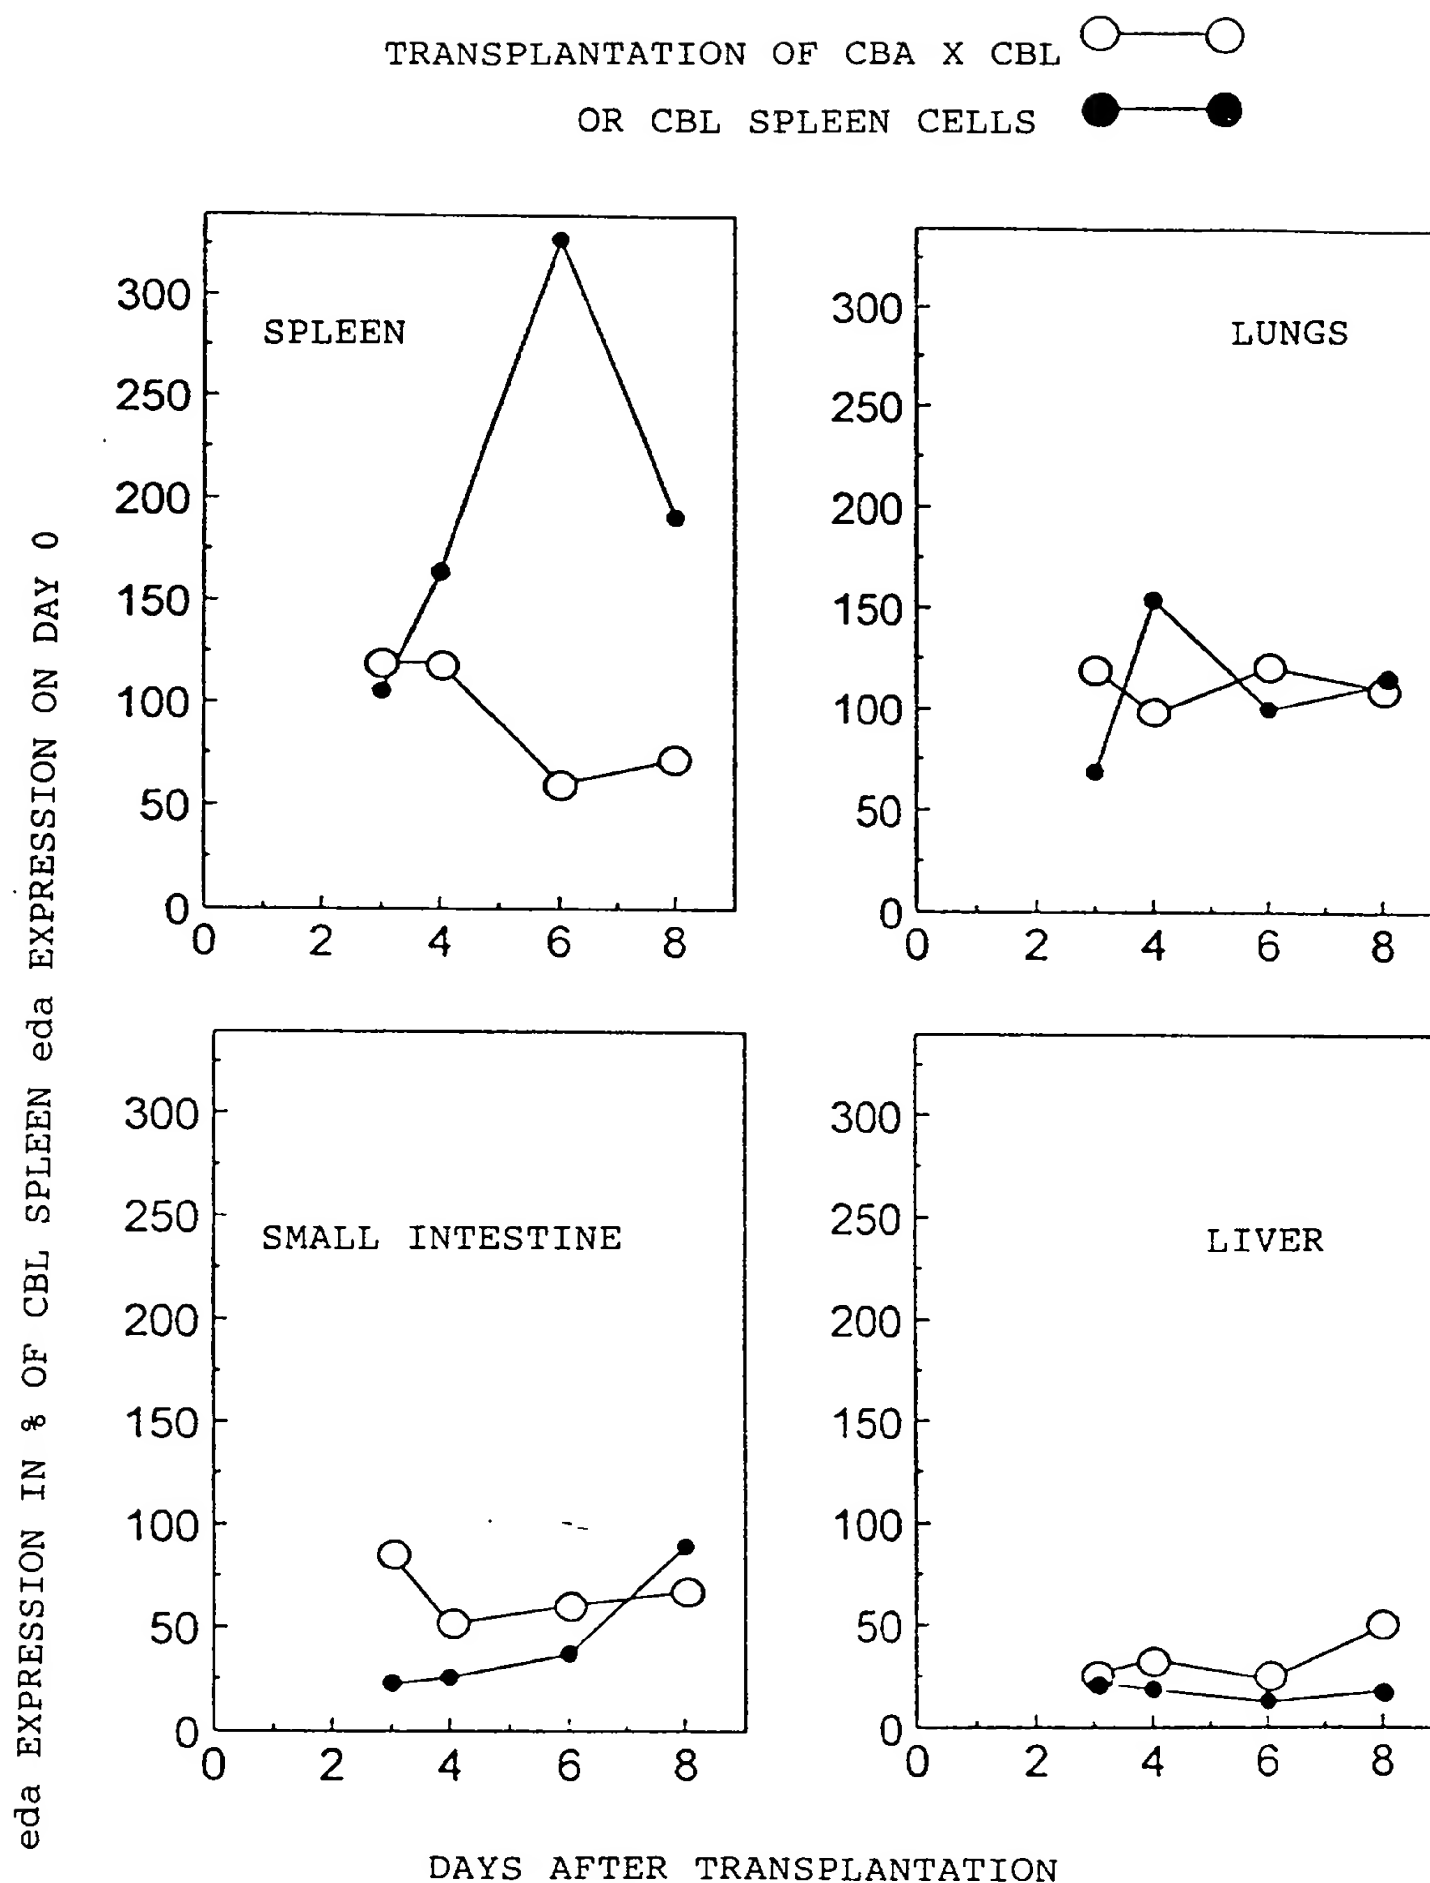 TRANSPLANTATION OF CBA X CBL
OR CBL SPLEEN CELLS
eda EXPRESSION IN % OF CBL SPLEEN eda EXPRESSION ON DAY 0
SPLEEN
300
250
200
150
100
50
0
0 2 4 6 8
LUNGS
300
250
200
150
100
50
0
0 2 4 6 8
SMALL INTESTINE
300
250
200
150
100
50
0
0 2 4 6 8
LIVER
300
250
200
150
100
50
0
0 2 4 6 8
DAYS AFTER TRANSPLANTATION